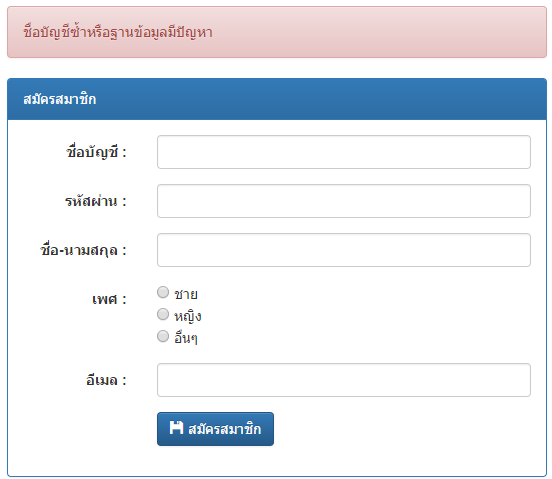 ชื่อบัญชีซ้ำหรือฐานข้อมูลมีปัญหา
สมัครสมาชิก
ชื่อบัญชี :
รหัสผ่าน :
ชื่อ-นามสกุล :
เพศ :
ชาย
หญิง
อื่นๆ
อีเมล :
สมัครสมาชิก